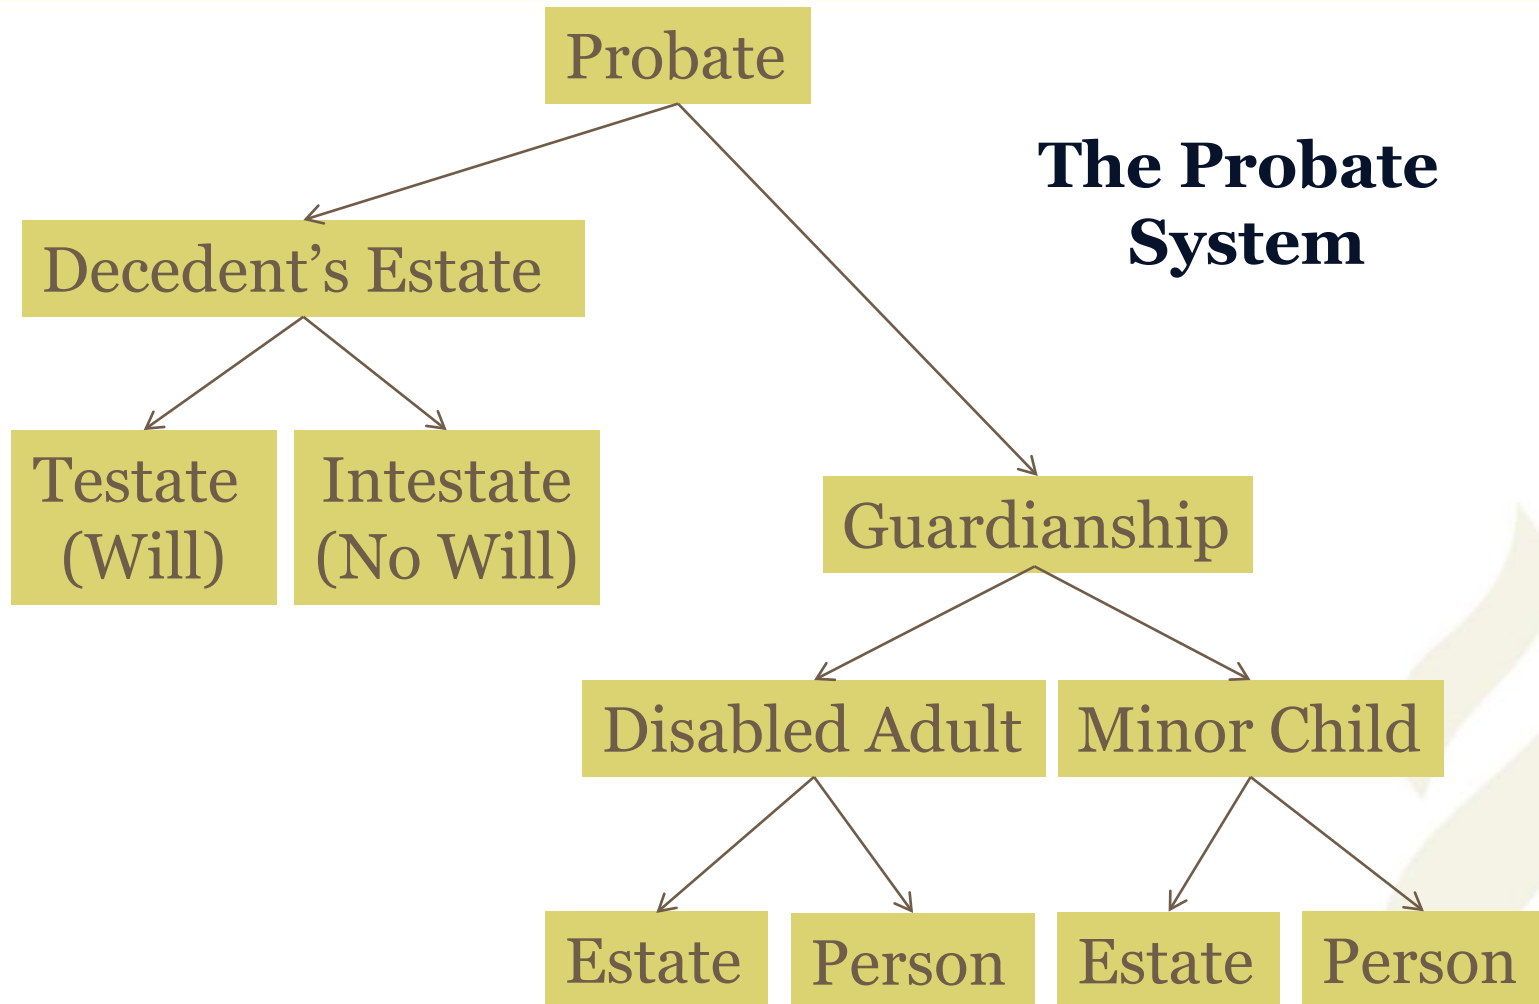 Probate
The Probate
System
Decedent’s Estate
Testate
(Will)
Intestate
(No Will)
Guardianship
Disabled Adult
Minor Child
Estate
Person
Estate
Person